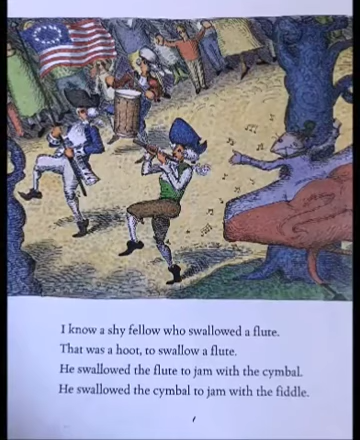 I know a shy fellow who swallowed a flute.
That was a hoot, to swallow a flute.
He swallowed the flute to jam with the cymbal.
He swallowed the cymbal to jam with the fiddle.